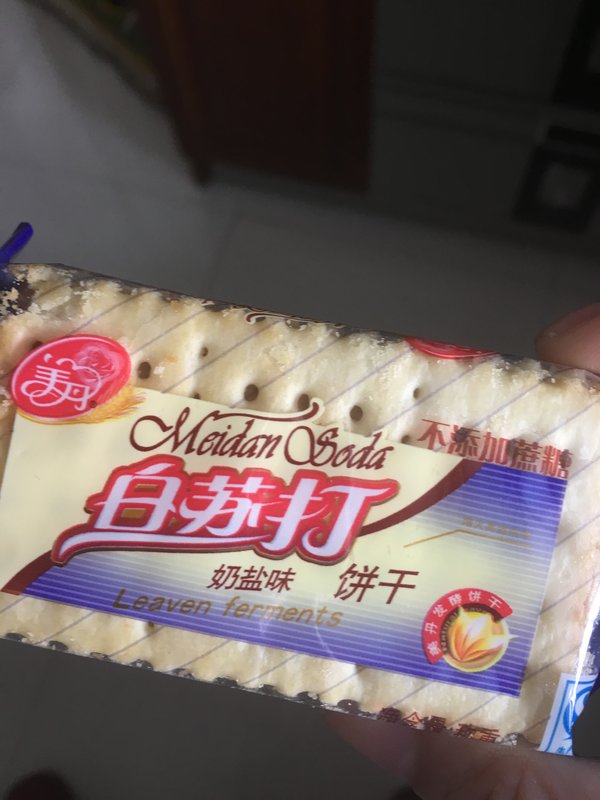 美丹
Meidan Soda
不添加蔗糖
白苏打
奶盐味 饼干
Leaven ferments
美丹发酵饼干